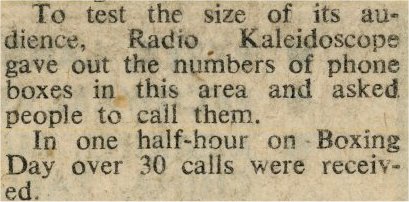 To test the size of its au-
dience, Radio Kaleidoscope
gave out the numbers of phone
boxes in this area and asked
people to call them.
In one half-hour on Boxing
Day over 30 calls were receiv-
ed.